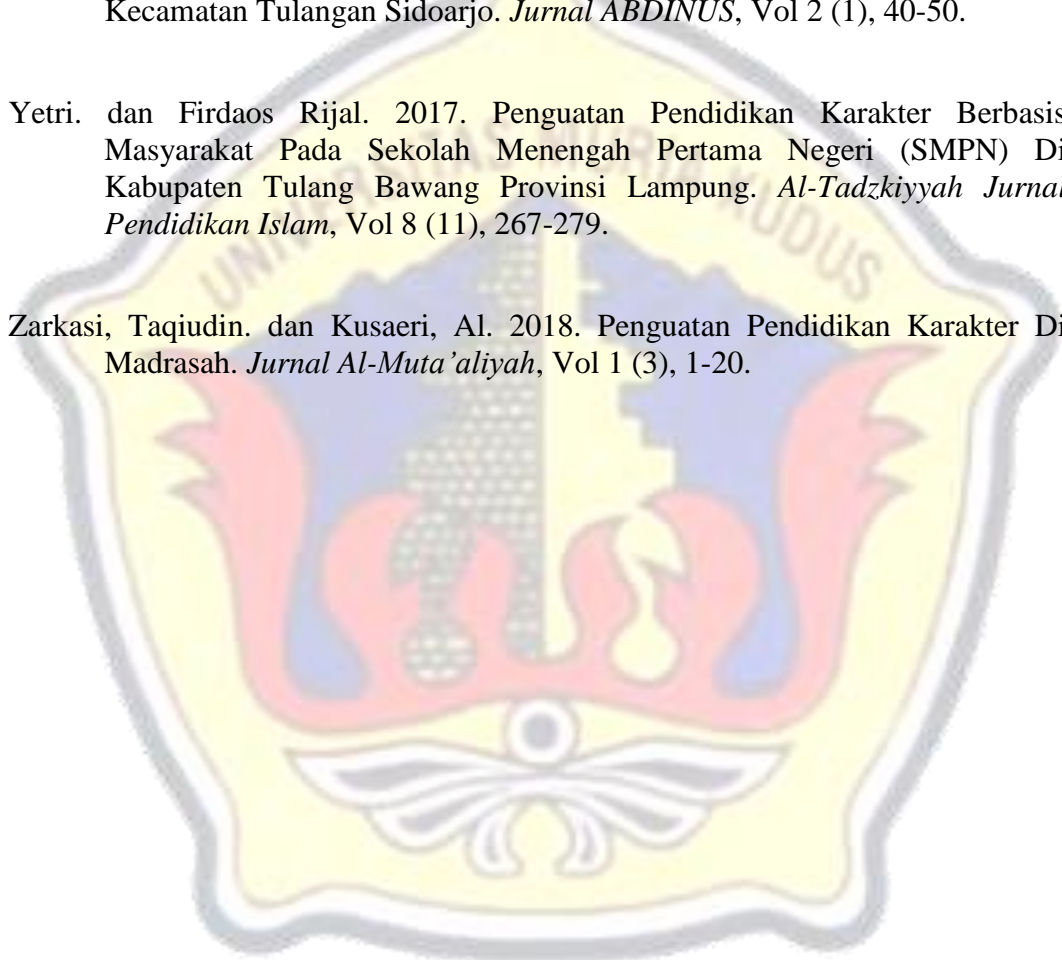 Kecamatan Tulangan Sidoarjo. Jurnal ABDINUS, Vol 2 (1), 40-50.
Yetri. dan Firdaos Rijal. 2017. Penguatan Pendidikan Karakter Berbasis
Masyarakat Pada Sekolah Menengah Pertama Negeri (SMPN) Di
Kabupaten Tulang Bawang Provinsi Lampung. Al-Tadzkiyyah Jurnal
Pendidikan Islam, Vol 8 (11), 267-279.
Zarkasi, Taqiudin. dan Kusaeri, Al. 2018. Penguatan Pendidikan Karakter Di
Madrasah. Jurnal Al-Muta’aliyah, Vol 1 (3), 1-20.
UNIVERSITAS MURIA KUDUS